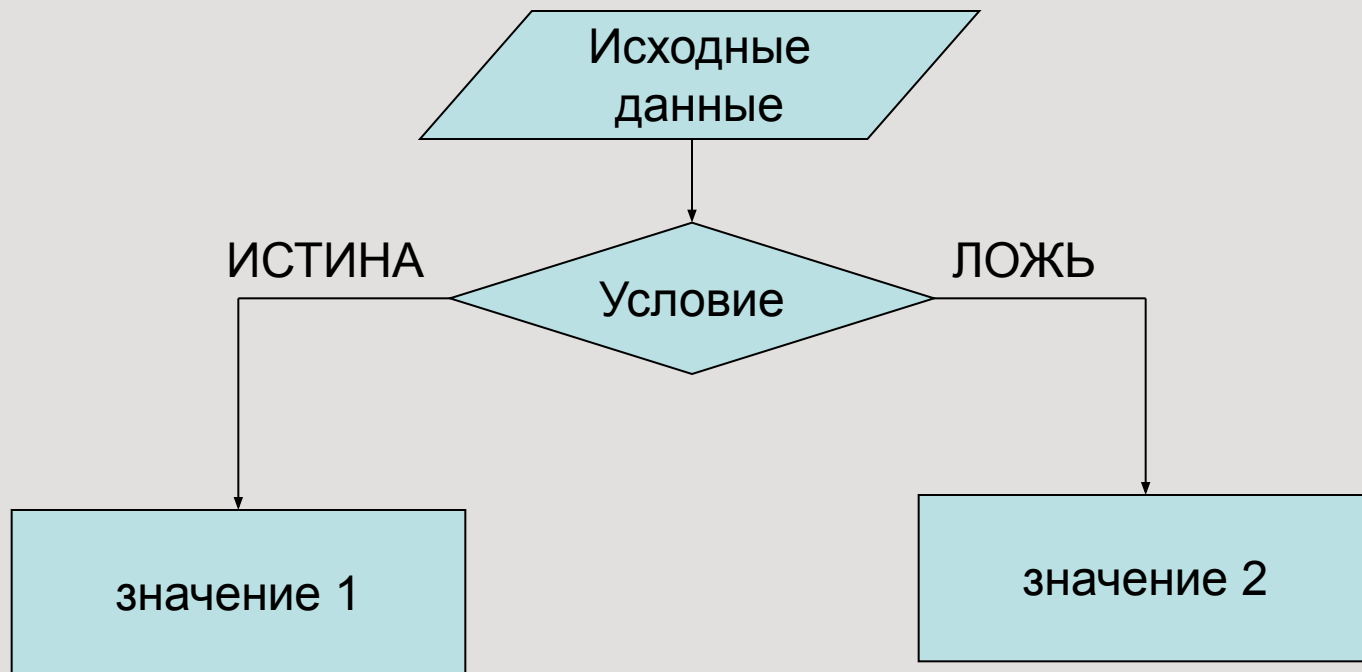 Исходные
данные
ИСТИНА
ЛОЖЬ
Условие
значение 1
значение 2